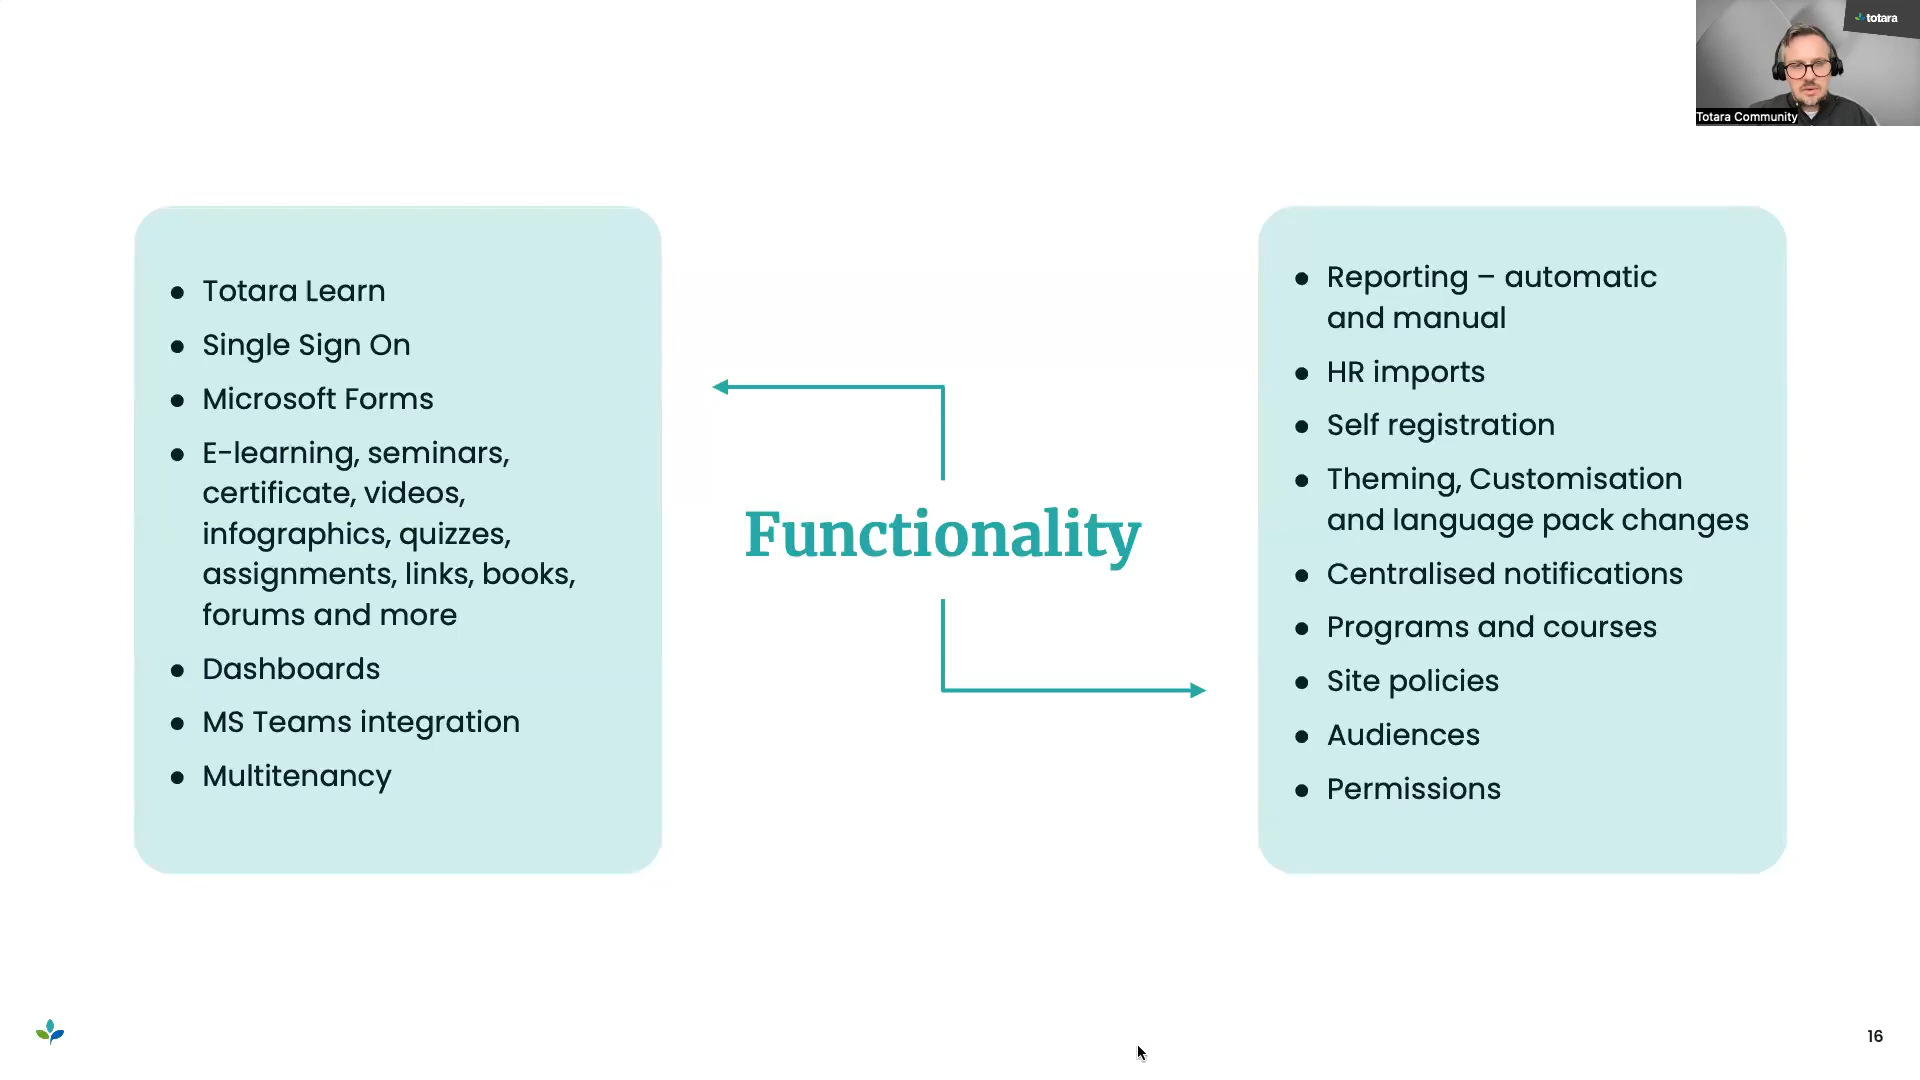 totara
Totara Community
• Totara Learn
• Single Sign On
• Microsoft Forms
• E-learning, seminars,
certificate, videos,
infographics, quizzes,
assignments, links, books,
forums and more
• Dashboards
• MS Teams integration
• Multitenancy
Functionality
• Reporting – automatic
and manual
• HR imports
• Self registration
• Theming, Customisation
and language pack changes
• Centralised notifications
• Programs and courses
• Site policies
• Audiences
• Permissions
16